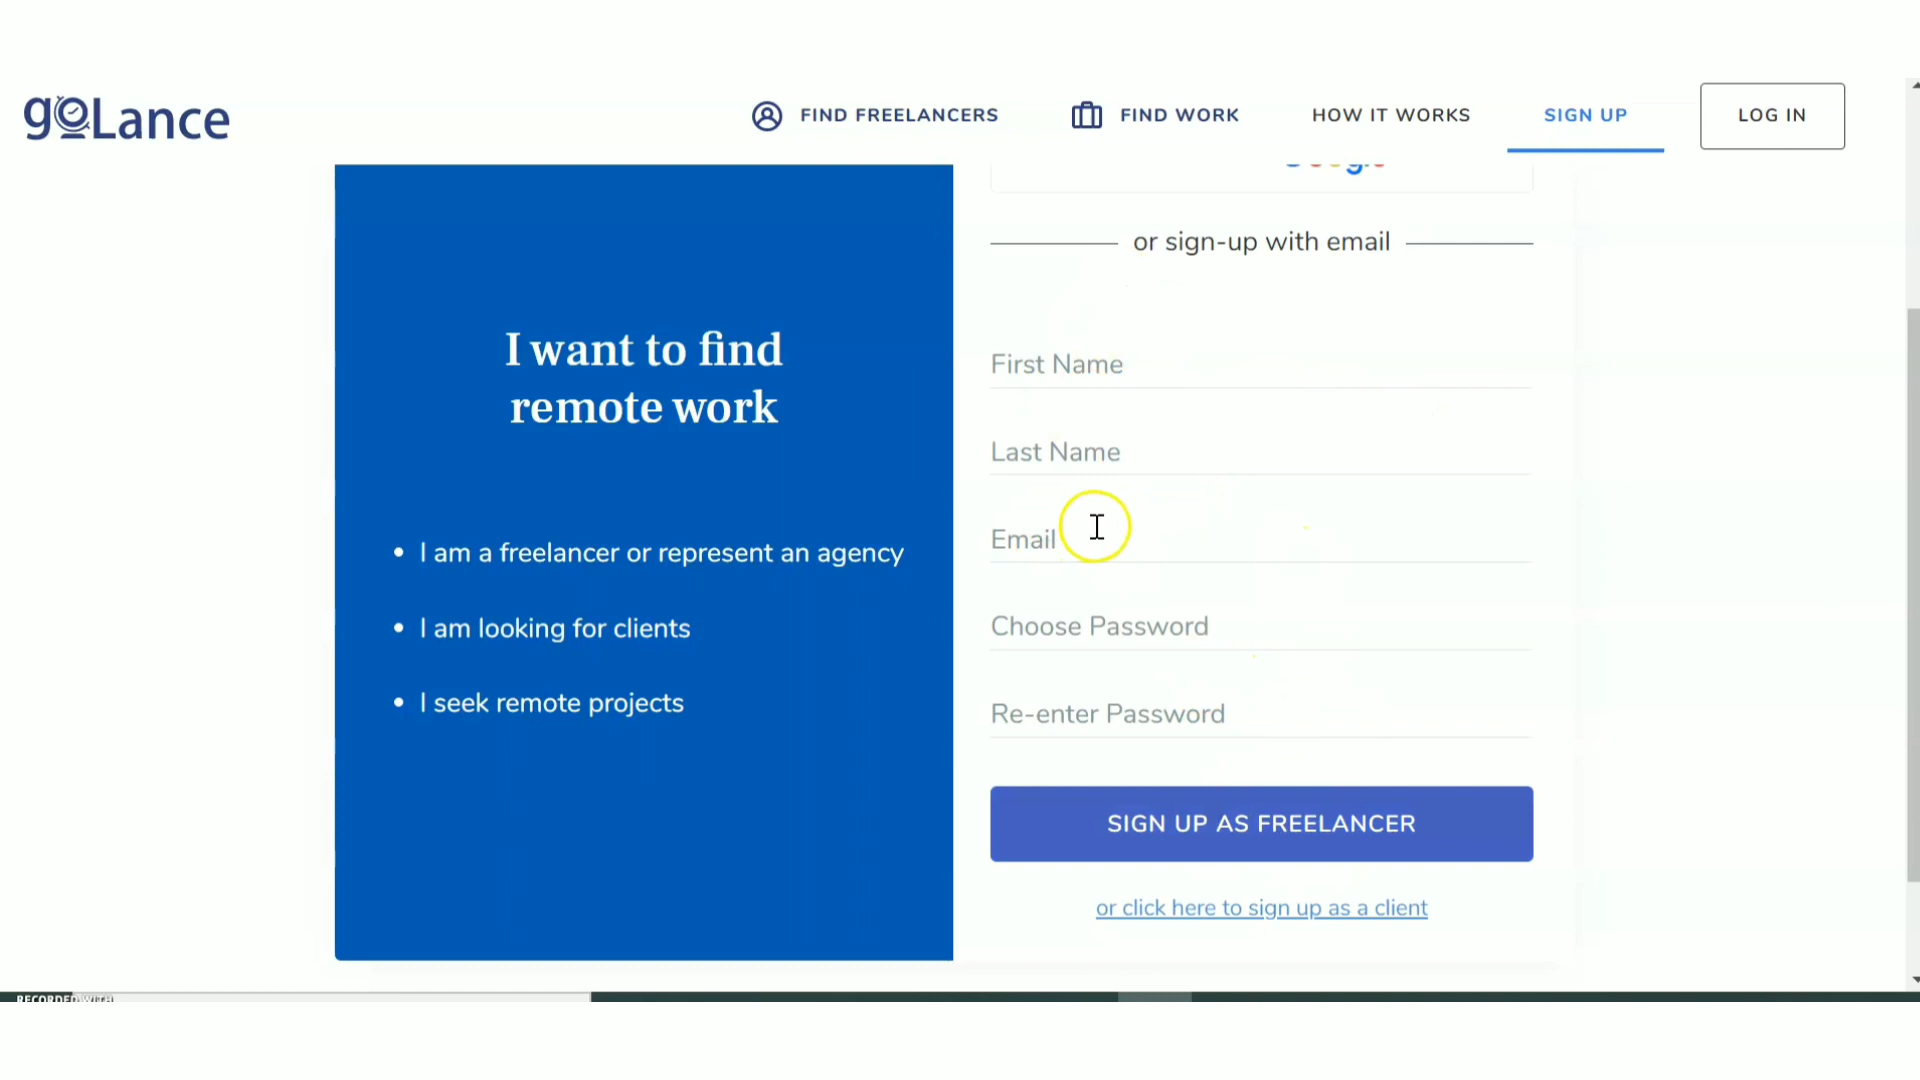 goLance
FIND FREELANCERS
FIND WORK
HOW IT WORKS
SIGN UP
LOG IN
I want to find
remote work
• I am a freelancer or represent an agency
• I am looking for clients
• I seek remote projects
or sign-up with email
First Name
Last Name
Email
Choose Password
Re-enter Password
SIGN UP AS FREELANCER
or click here to sign up as a client
RECORDED WITH